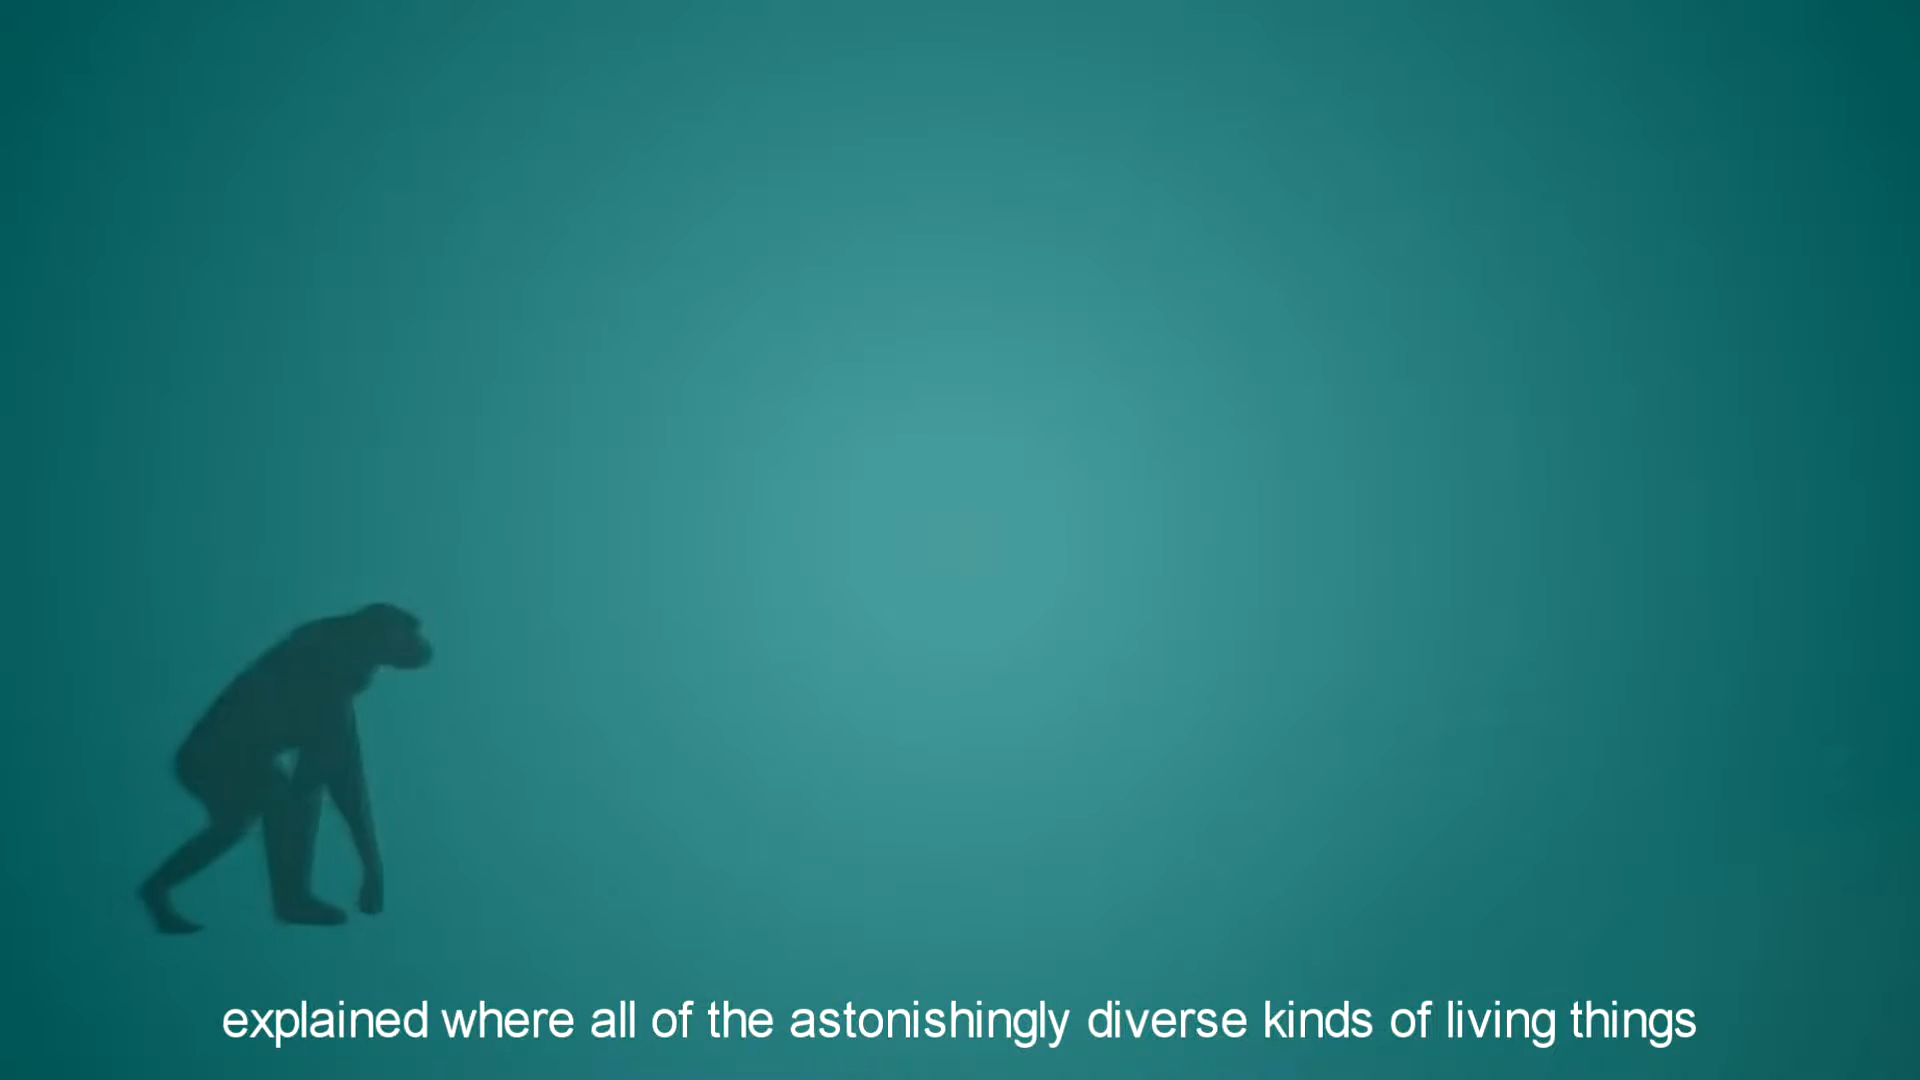 explained where all of the astonishingly diverse kinds of living things